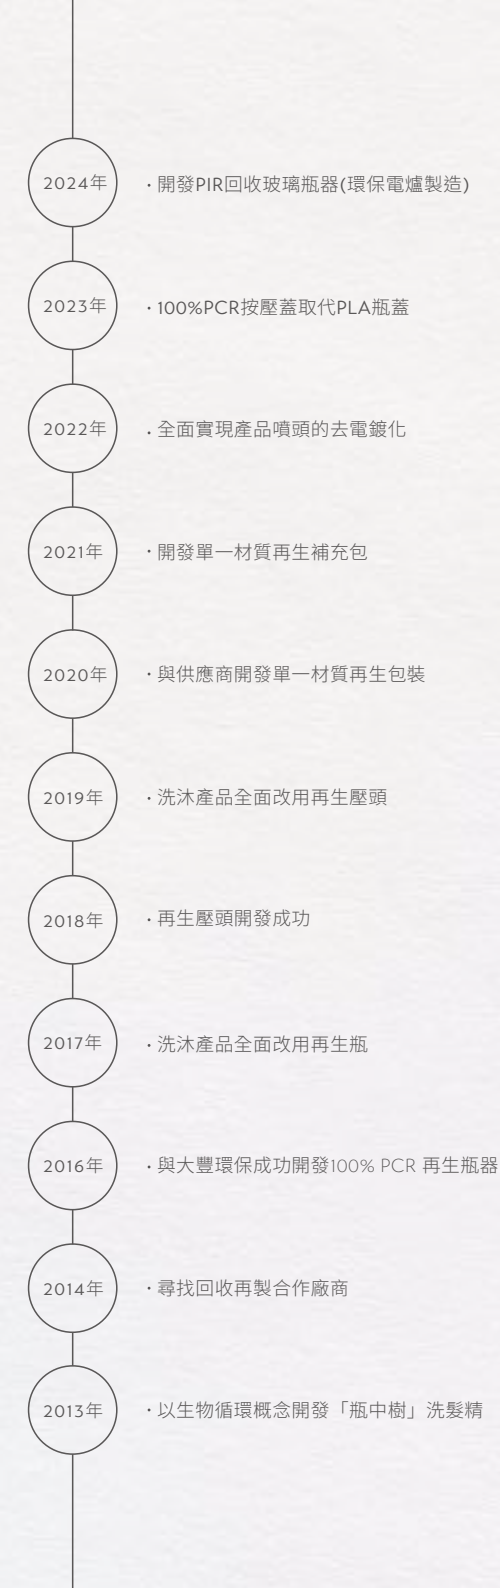 2024年 ・開發PIR回收玻璃瓶器(環保電爐製造)
2023年 ・100%PCR按壓蓋取代PLA瓶蓋
2022年 ・全面實現產品噴頭的去電鍍化
2021年 ・開發單一材質再生補充包
2020年 ・與供應商開發單一材質再生包裝
2019年 ・洗沐產品全面改用再生壓頭
2018年 ・再生壓頭開發成功
2017年 ・洗沐產品全面改用再生瓶
2016年 ・與大豐環保成功開發100% PCR 再生瓶器
2014年 ・尋找回收再製合作廠商
2013年 ・以生物循環概念開發「瓶中樹」洗髮精